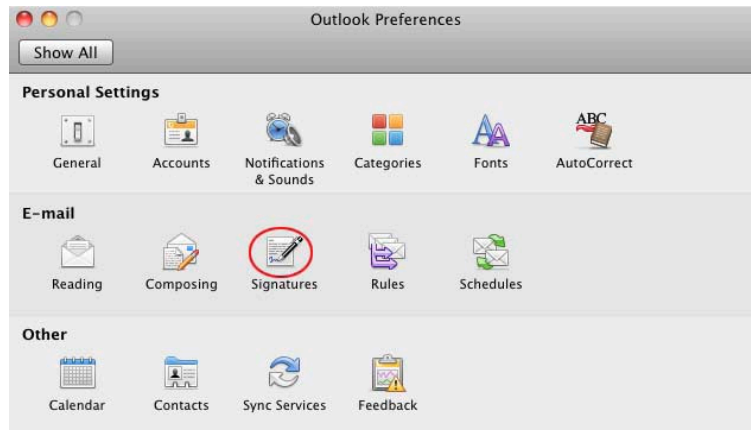 Outlook Preferences
Show All
Personal Settings
General Accounts Notifications & Sounds Categories Fonts AutoCorrect
E-mail
Reading Composing Signatures Rules Schedules
Other
Calendar Contacts Sync Services Feedback
ABC